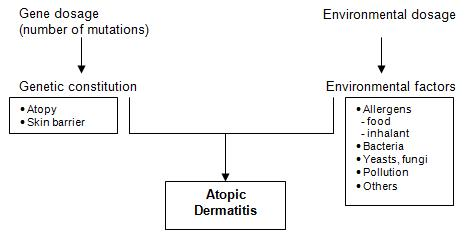 Gene dosage
(number of mutations)
Environmental dosage
Genetic constitution
Environmental factors
• Atopy
• Skin barrier
• Allergens
- food
- inhalant
• Bacteria
• Yeasts, fungi
• Pollution
• Others
Atopic
Dermatitis